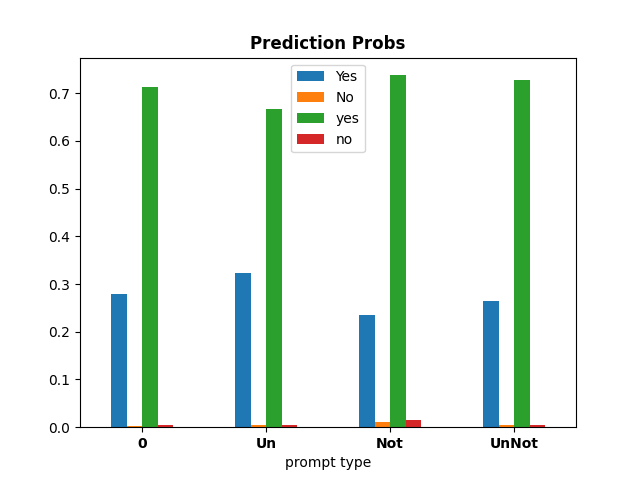 Prediction Probs
Yes
No
yes
no
0.7
0.6
0.5
0.4
0.3
0.2
0.1
0.0
0 Un Not UnNot
prompt type